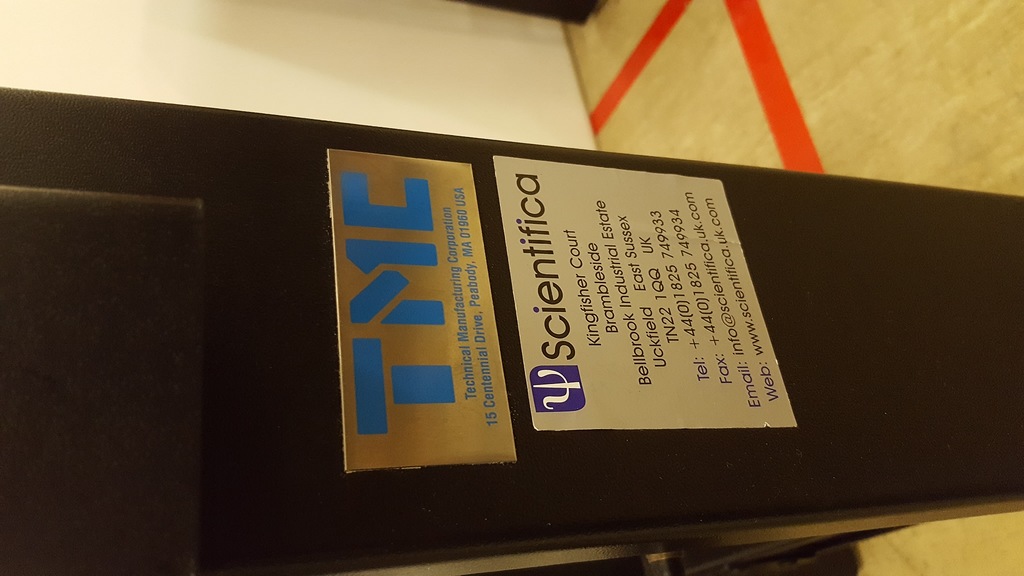 TMC
Technical Manufacturing Corporation
15 Centennial Drive, Peabody, MA 01960 USA
Ψ scientifica
Kingfisher Court
Brambleside
Bellbrook Industrial Estate
Uckfield East Sussex
TN22 1QQ UK
Tel: +44(0)1825 749933
Fax: +44(0)1825 749934
Email: info@scientifica.uk.com
Web: www.scientifica.uk.com